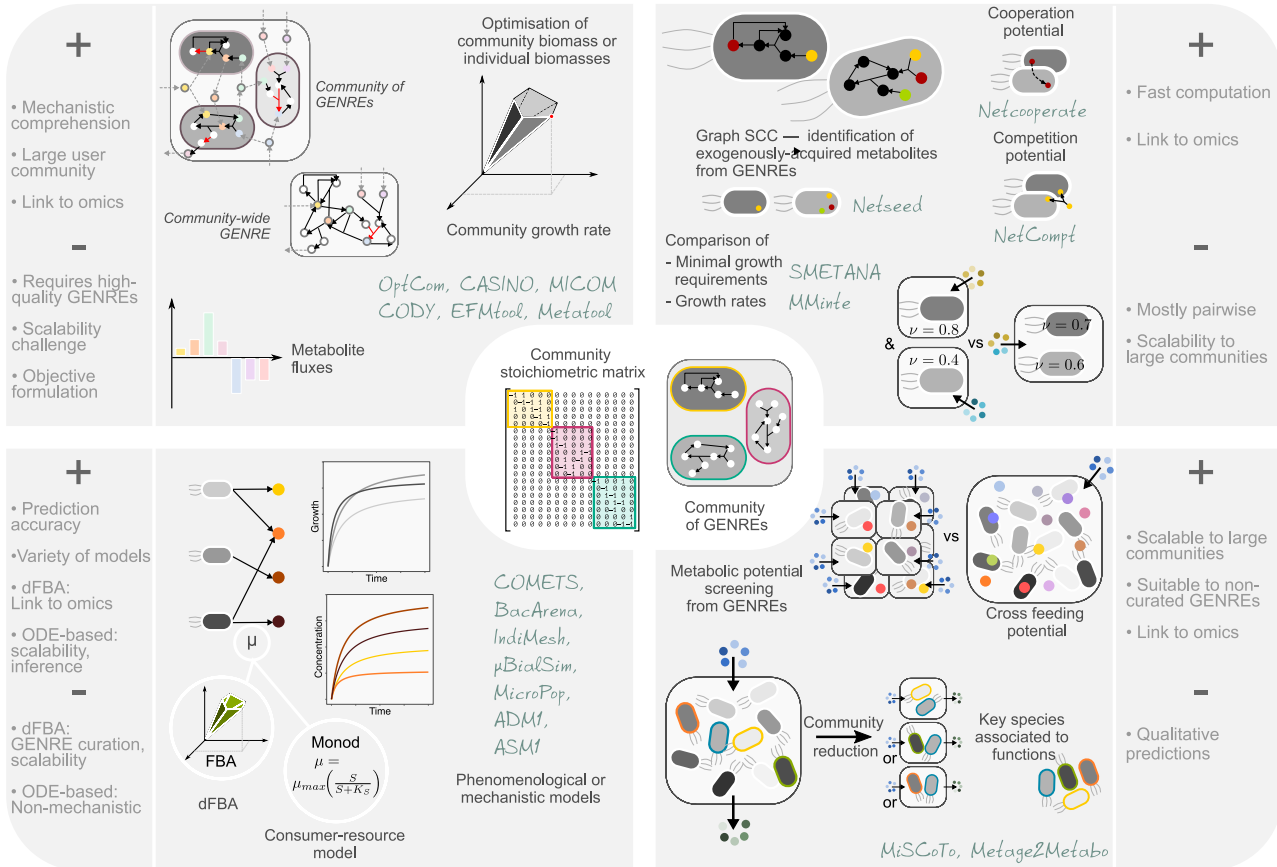 +
• Mechanistic
comprehension
• Large user
community
• Link to omics
-
• Requires high-
quality GENREs
• Scalability
challenge
• Objective
formulation
Community of
GENREs
Community-wide
GENRE
Optimisation of
community biomass or
individual biomasses
Community growth rate
OptCom, CASINO, MICOM
CODY, EFMtool, Metatool
Metabolite
fluxes
Graph SCC — identification of
exogenously-acquired metabolites
from GENREs
Netseed
Cooperation
potential
Netcooperate
Competition
potential
NetCompt
Comparison of
- Minimal growth
requirements
- Growth rates
SMETANA
MMinte
ν = 0.8
&
ν = 0.4
vs
ν = 0.7
ν = 0.6
+
• Fast computation
• Link to omics
-
• Mostly pairwise
• Scalability to
large communities
Community
stoichiometric matrix
Community
of GENREs
+
• Prediction
accuracy
•Variety of models
• dFBA:
Link to omics
• ODE-based:
scalability,
inference
-
• dFBA:
GENRE curation,
scalability
• ODE-based:
Non-mechanistic
μ
FBA
dFBA
Monod
μ =
μmax(S/(S+KS))
Consumer-resource
model
Growth
Time
Concentration
Time
COMETS,
BacArena,
IndiMesh,
μBialSim,
MicroPop,
ADM1,
ASM1
Phenomenological or
mechanistic models
Metabolic potential
screening
from GENREs
vs
Cross feeding
potential
Community
reduction
or
or
Key species
associated to
functions
MiSCoTo, Metage2Metabo
+
• Scalable to large
communities
• Suitable to non-
curated GENREs
• Link to omics
-
• Qualitative
predictions